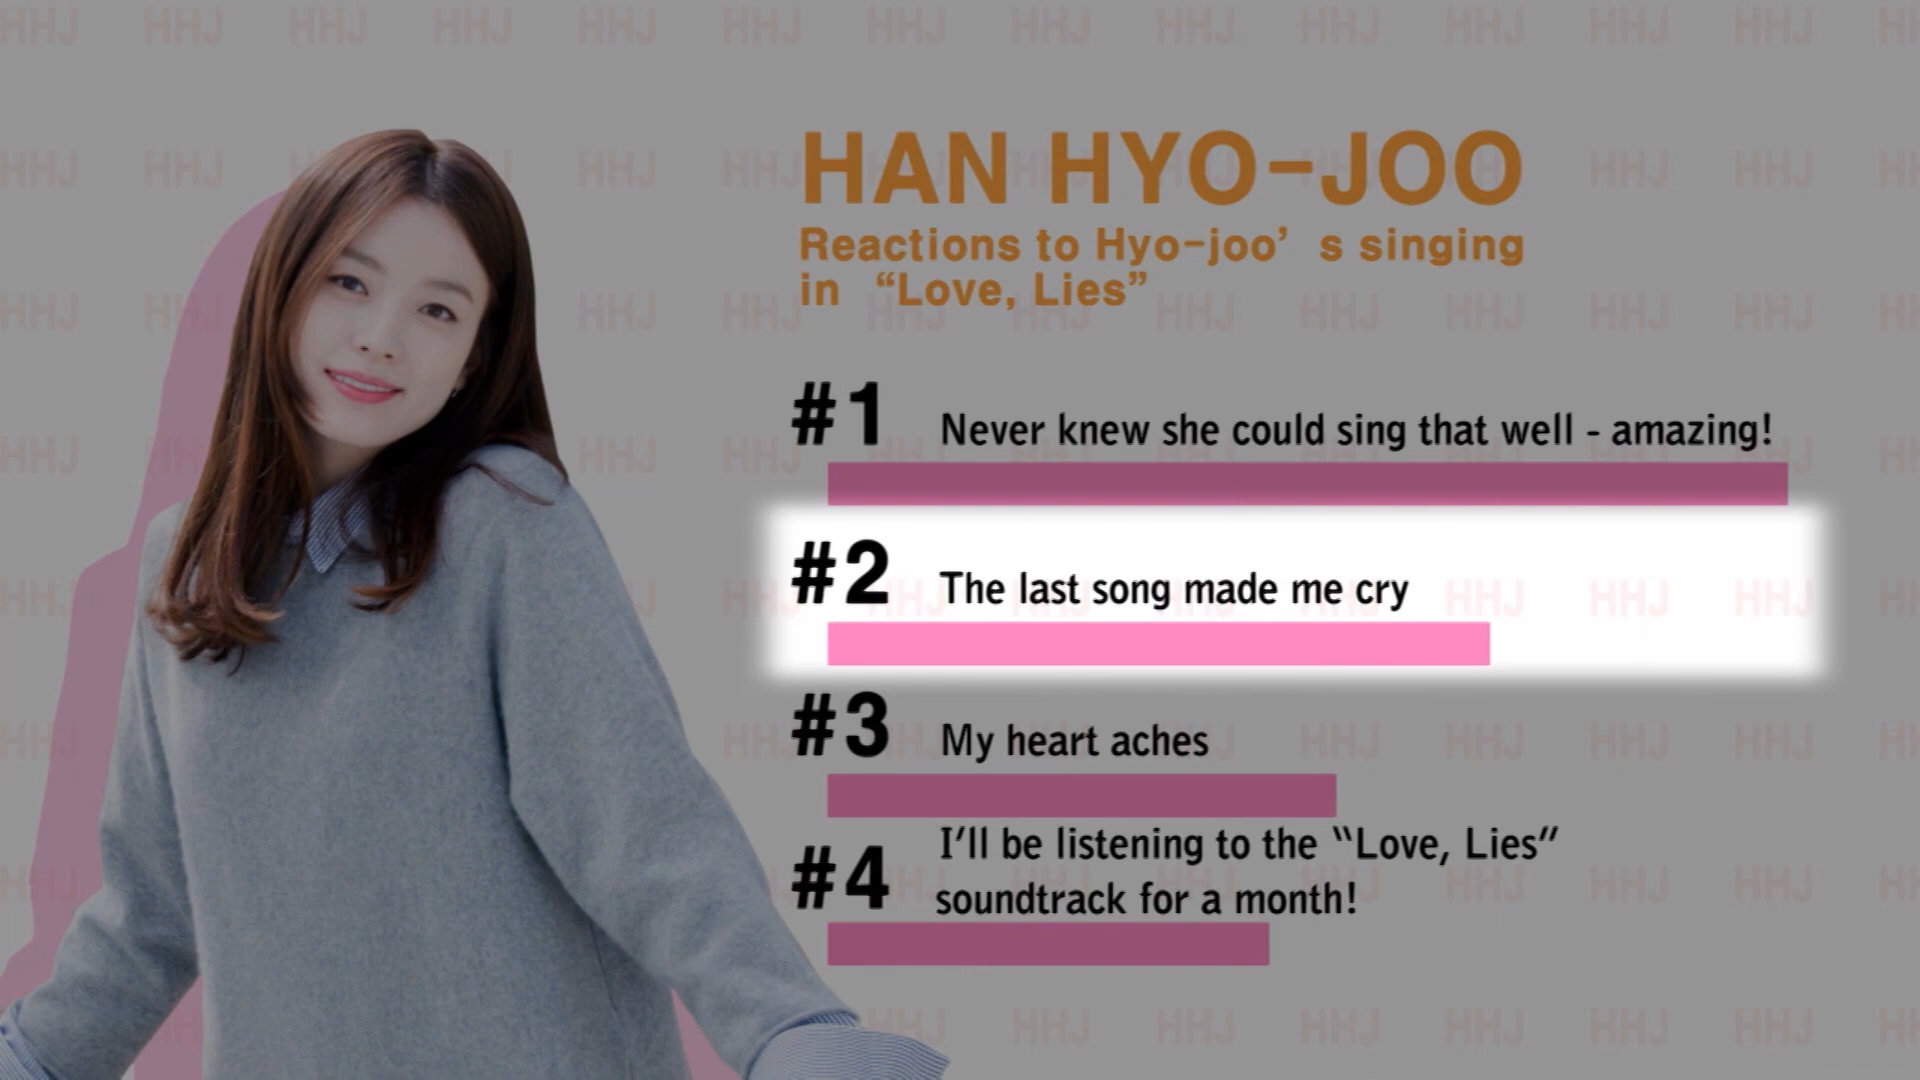 HAN HYO-JOO
Reactions to Hyo-joo's singing
in “Love, Lies”
#1 Never knew she could sing that well - amazing!
#2 The last song made me cry
#3 My heart aches
#4 I'll be listening to the “Love, Lies”
soundtrack for a month!